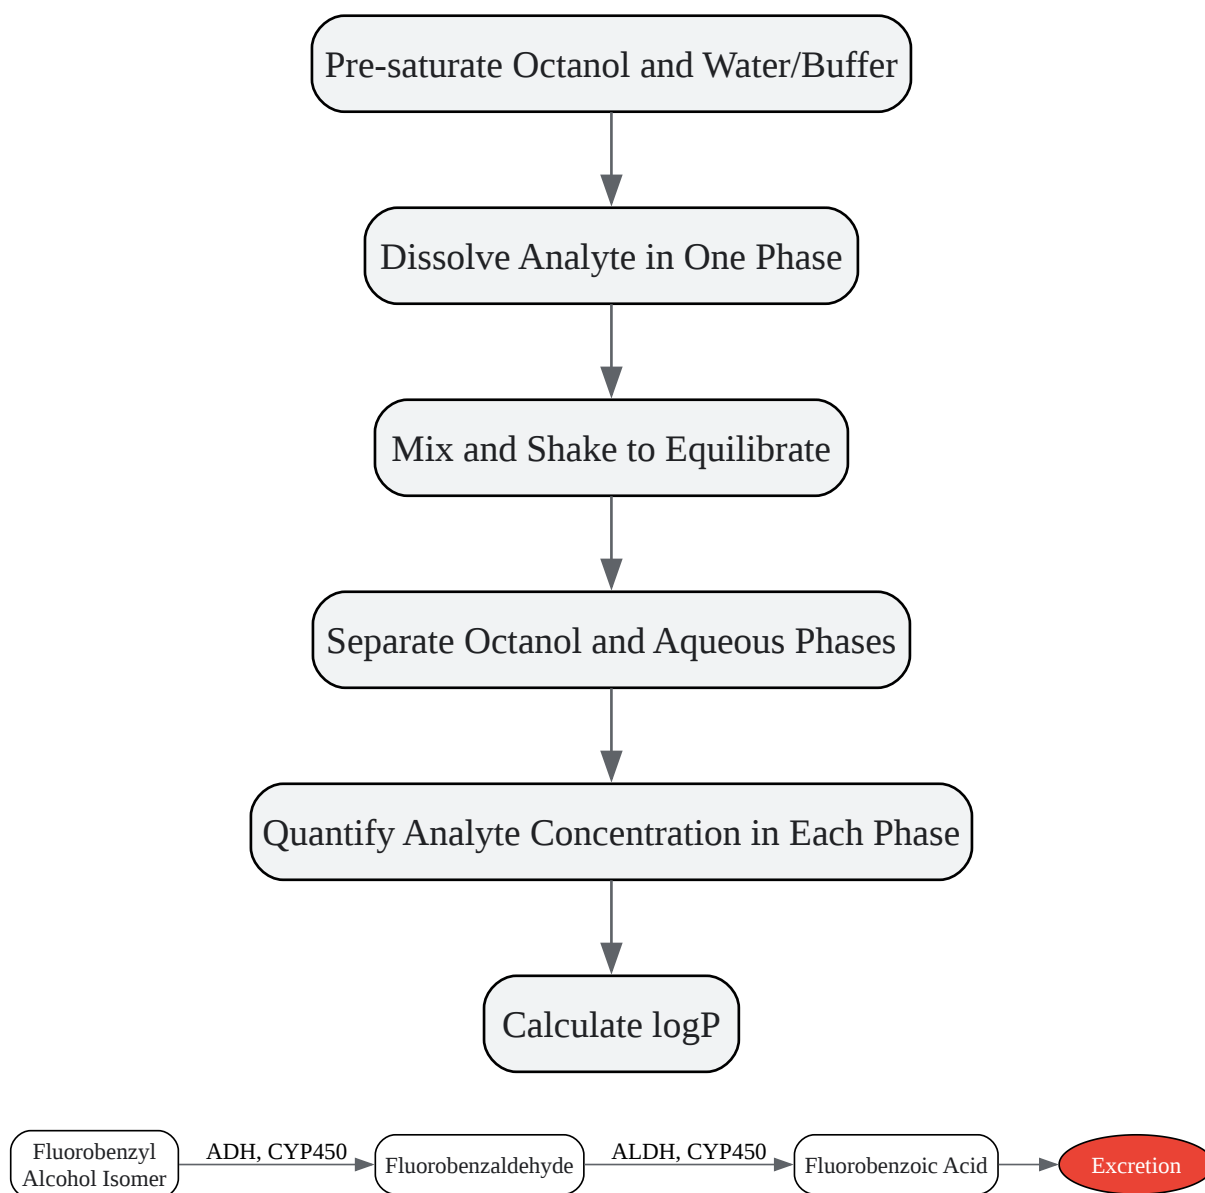 Pre-saturate Octanol and Water/Buffer
Dissolve Analyte in One Phase
Mix and Shake to Equilibrate
Separate Octanol and Aqueous Phases
Quantify Analyte Concentration in Each Phase
Calculate logP
Fluorobenzyl
Alcohol Isomer
ADH, CYP450
Fluorobenzaldehyde
ALDH, CYP450
Fluorobenzoic Acid
Excretion